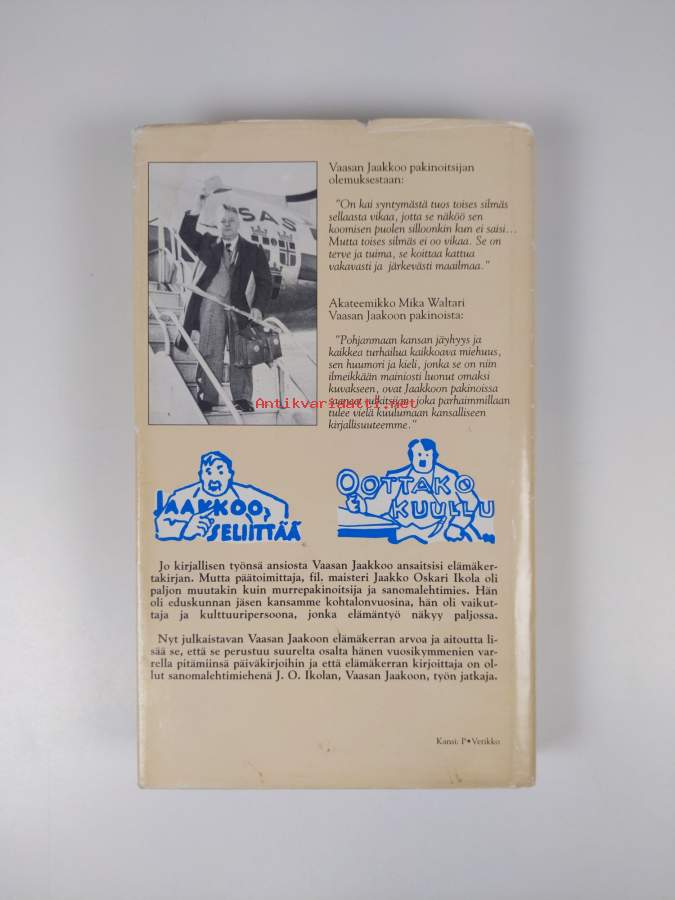 Vaasan Jaakkoo pakinoitsijan
olemuksestaan:
"On kai syntymästä tuos toises silmäs
sellaasta vikaa, jotta se näköö sen
koomisen puolen silloonkin kun ei saisi...
Mutta toises silmäs ei oo vikaa. Se on
terve ja tuima, se koittaa kattua
vakavasti ja järkevästi maailmaa."
Akateemikko Mika Waltari
Vaasan Jaakoon pakinoista:
"Pohjanmaan kansan jäyhyys ja
kaikkea turhailua kaikkoava miehuus,
sen huumori ja kieli, jonka se on niin
ilmeikkään mainiosti luonut omaksi
kuvakseen, ovat Jaakkoon pakinoissa
saaneet tulkitsijan, joka parhaimmillaan
tulee vielä kuulumaan kansalliseen
kirjallisuuteemme."
SAS
Antikvariaatti.net
JAAKKOO,
SELIITTÄÄ
OOTTAKO
KUULLU
Jo kirjallisen työnsä ansiosta Vaasan Jaakkoo ansaitsisi elämäker-
takirjan. Mutta päätoimittaja, fil. maisteri Jaakko Oskari Ikola oli
paljon muutakin kuin murrepakinoitsija ja sanomalehtimies. Hän
oli eduskunnan jäsen kansamme kohtalonvuosina, hän oli vaikut-
taja ja kulttuuripersoona, jonka elämäntyö näkyy paljossa.
Nyt julkaistavan Vaasan Jaakoon elämäkerran arvoa ja aitoutta li-
sää se, että se perustuu suurelta osalta hänen vuosikymmenien var-
rella pitämiinsä päiväkirjoihin ja että elämäkerran kirjoittaja on ol-
lut sanomalehtimiehenä J. O. Ikolan, Vaasan Jaakoon, työn jatkaja.
Kansi: P•Verikko